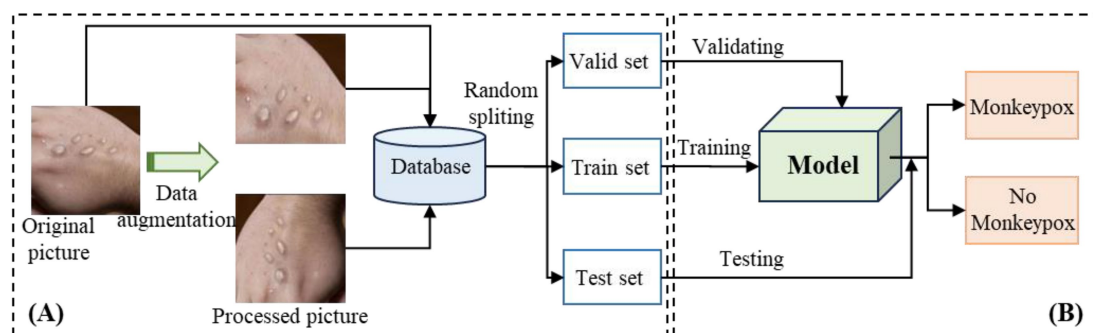 Original
picture
Data
augmentation
Processed picture
Database
Random
spliting
Valid set
Train set
Test set
(A)
Validating
Training
Testing
Model
Monkeypox
No
Monkeypox
(B)